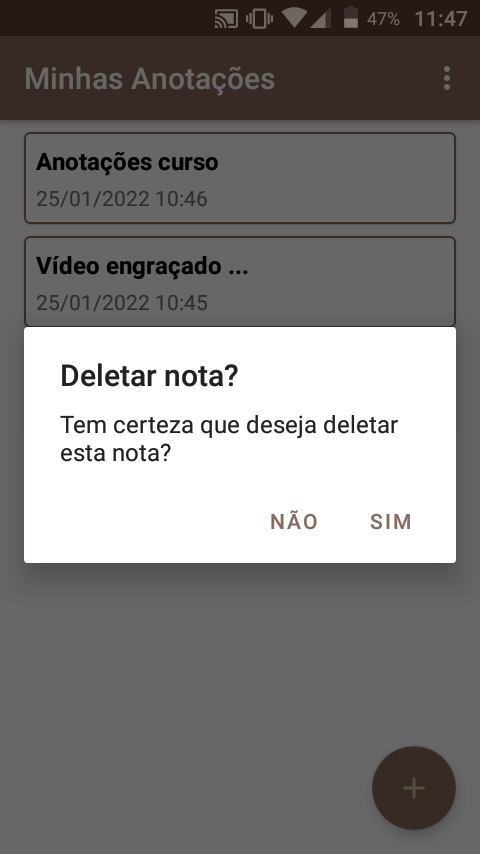 47% 11:47
Minhas Anotações
Anotações curso
25/01/2022 10:46
Vídeo engraçado ...
25/01/2022 10:45
Deletar nota?
Tem certeza que deseja deletar
esta nota?
NÃO SIM
+